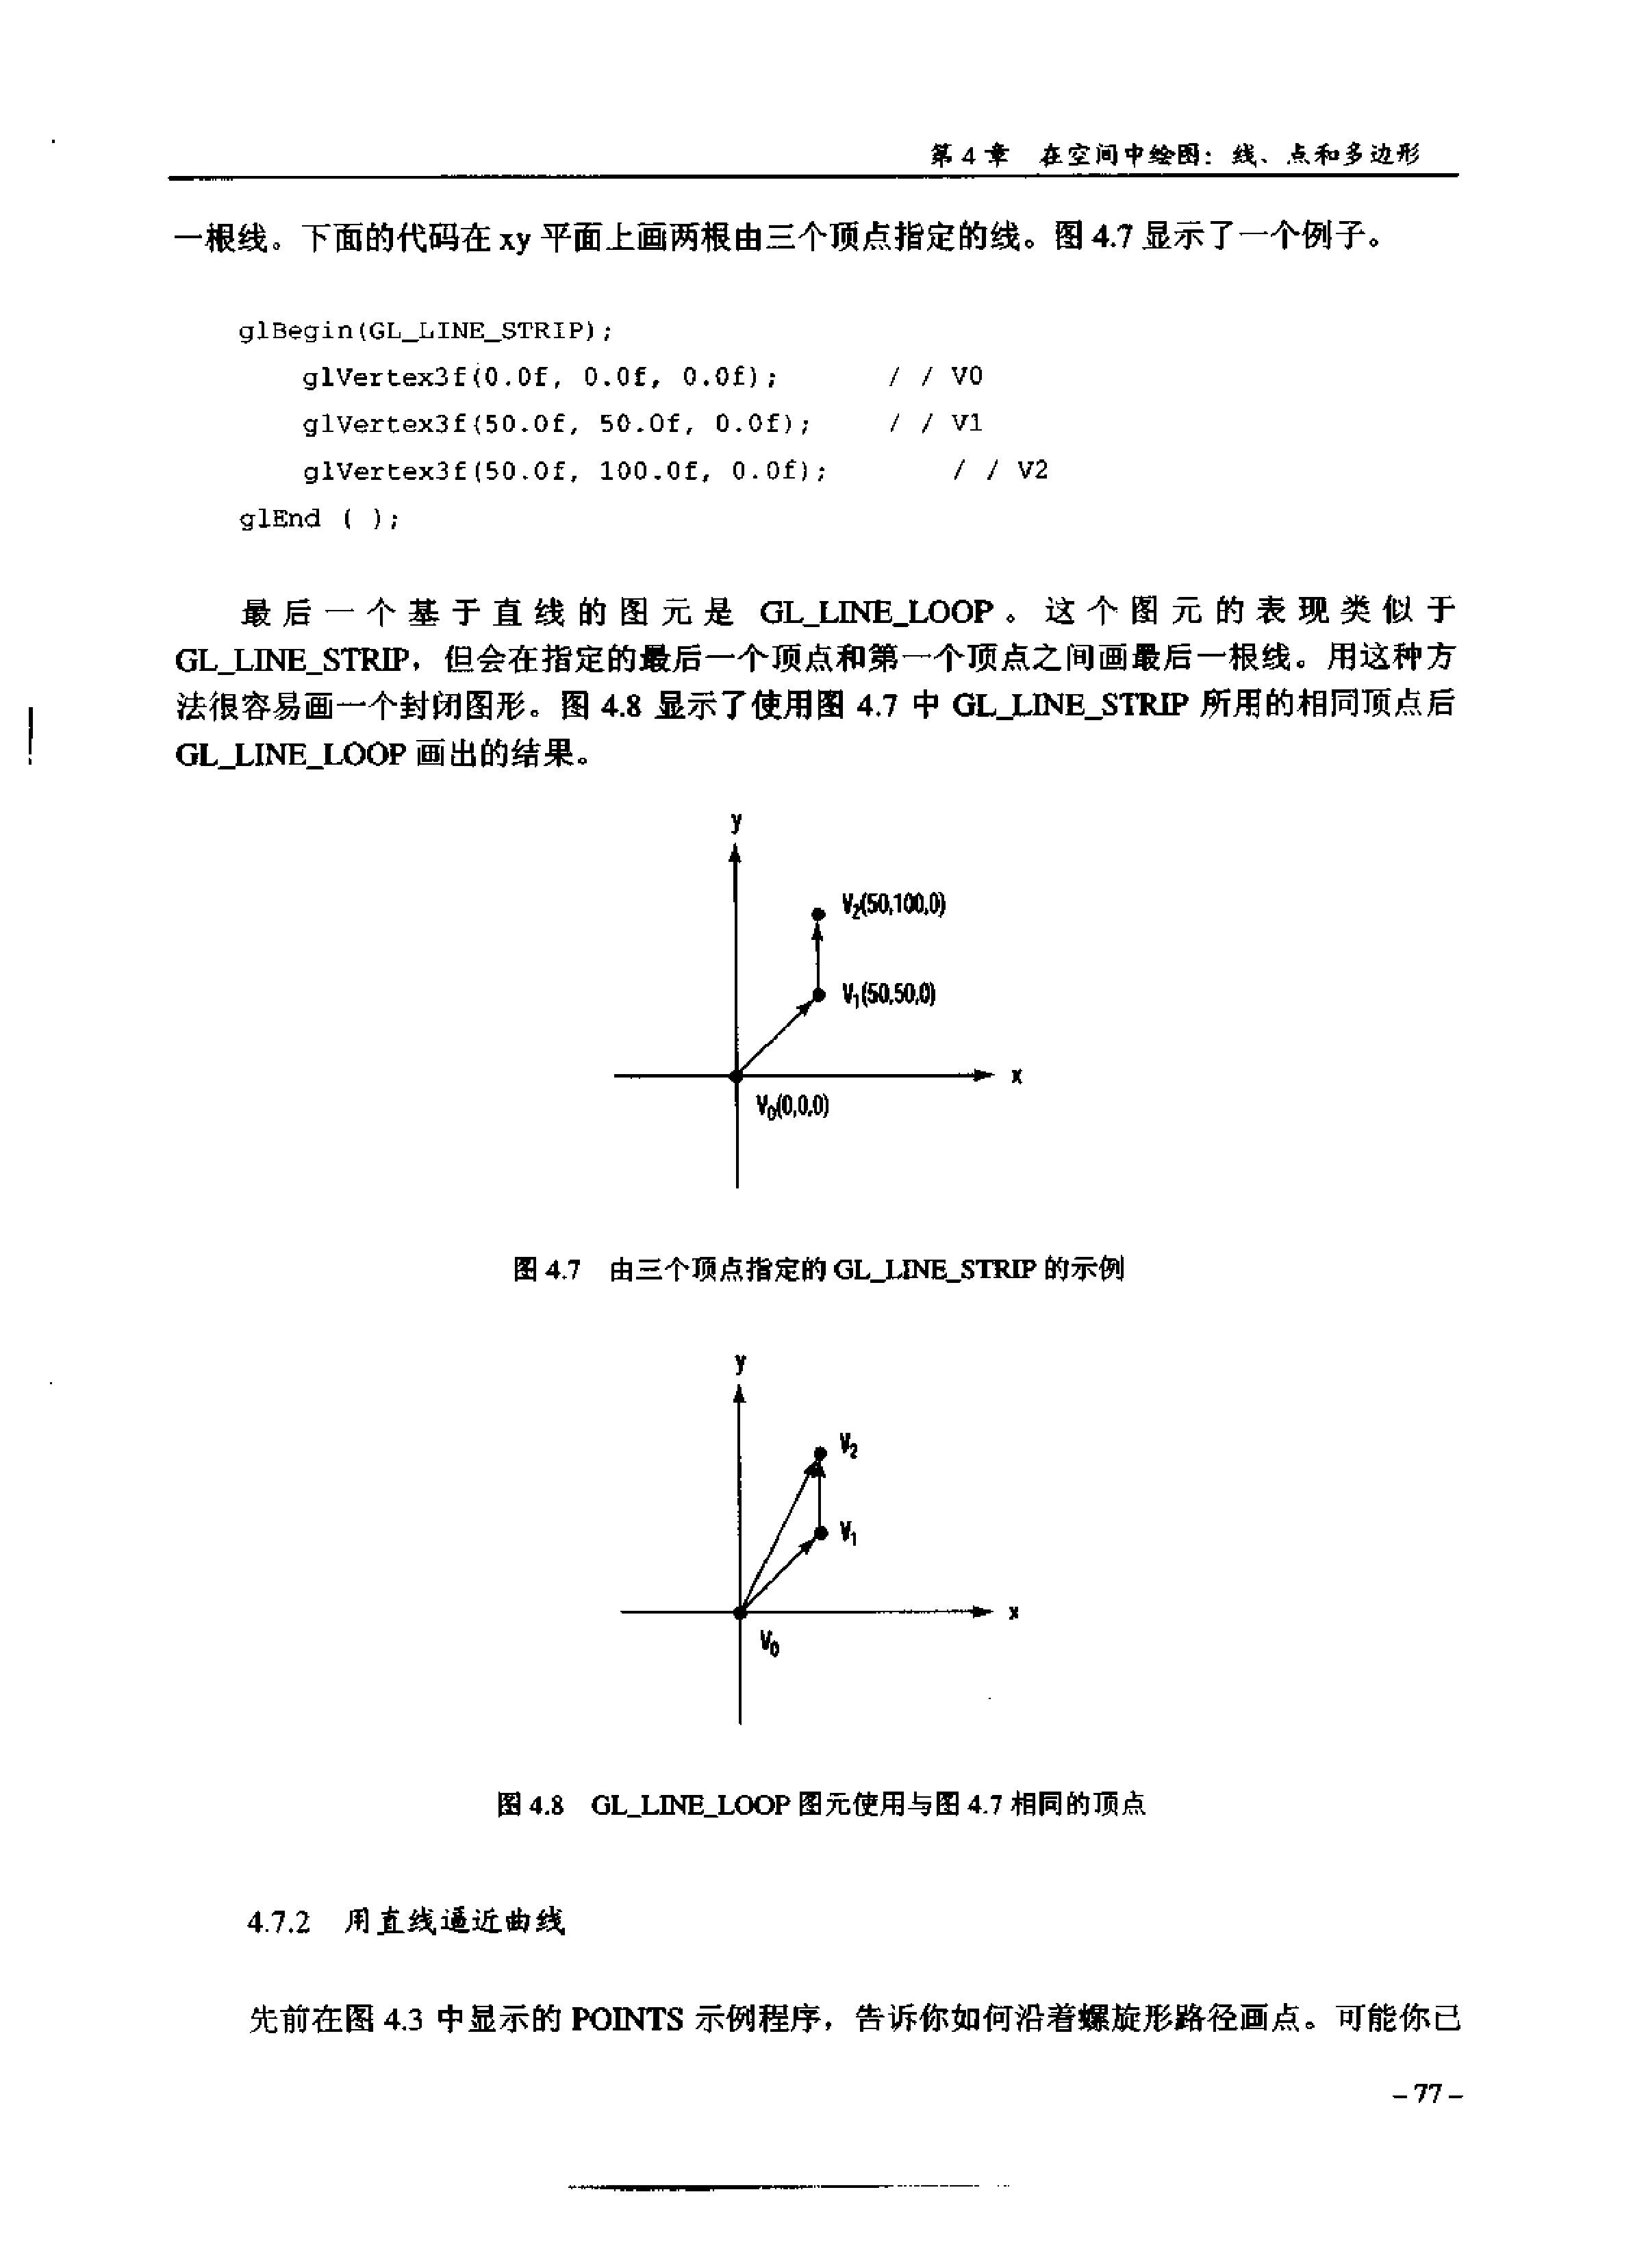 第 4 章 在空间中绘图：线、点和多边形
一根线。下面的代码在 xy 平面上画两根由三个顶点指定的线。图 4.7 显示了一个例子。
glBegin(GL_LINE_STRIP);
glVertex3f(0.0f, 0.0f, 0.0f); / / V0
glVertex3f(50.0f, 50.0f, 0.0f); / / V1
glVertex3f(50.0f, 100.0f, 0.0f); / / V2
glEnd ( );
最后一个基于直线的图元是 GL_LINE_LOOP。这个图元的表现类似于
GL_LINE_STRIP，但会在指定的最后一个顶点和第一个顶点之间画最后一根线。用这种方
法很容易画一个封闭图形。图 4.8 显示了使用图 4.7 中 GL_LINE_STRIP 所用的相同顶点后
GL_LINE_LOOP 画出的结果。
y
V2(50,100,0)
V1(50,50,0)
x
V0(0,0,0)
图 4.7 由三个顶点指定的 GL_LINE_STRIP 的示例
y
V2
V1
x
V0
图 4.8 GL_LINE_LOOP 图元使用与图 4.7 相同的顶点
4.7.2 用直线逼近曲线
先前在图 4.3 中显示的 POINTS 示例程序，告诉你如何沿着螺旋形路径画点。可能你已
– 77 –